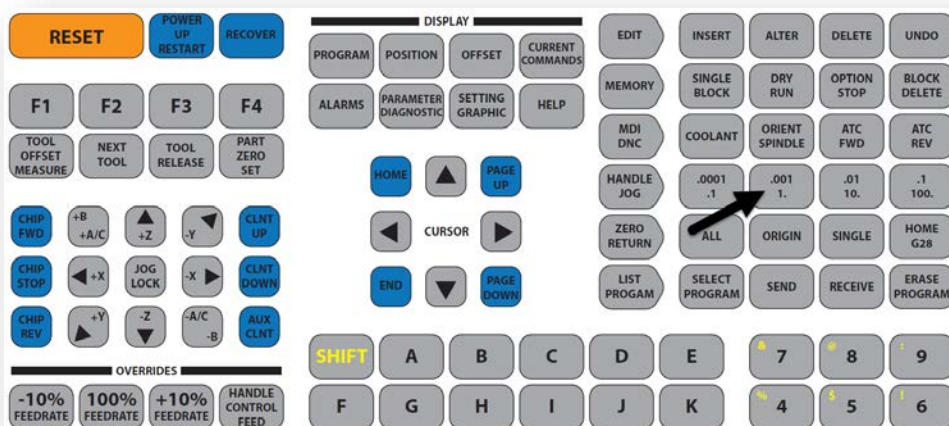 RESET
POWER
UP
RESTART
RECOVER
F1
F2
F3
F4
TOOL
OFFSET
MEASURE
NEXT
TOOL
TOOL
RELEASE
PART
ZERO
SET
CHIP
FWD
+B
+A/C
+Z
-Y
CLNT
UP
CHIP
STOP
+X
JOG
LOCK
-X
CLNT
DOWN
CHIP
REV
+Y
-Z
-A/C
-B
AUX
CLNT
OVERRIDES
-10%
FEEDRATE
100%
FEEDRATE
+10%
FEEDRATE
HANDLE
CONTROL
FEED
DISPLAY
PROGRAM
POSITION
OFFSET
CURRENT
COMMANDS
ALARMS
PARAMETER
DIAGNOSTIC
SETTING
GRAPHIC
HELP
HOME
PAGE
UP
CURSOR
END
PAGE
DOWN
EDIT
INSERT
ALTER
DELETE
UNDO
MEMORY
SINGLE
BLOCK
DRY
RUN
OPTION
STOP
BLOCK
DELETE
MDI
DNC
COOLANT
ORIENT
SPINDLE
ATC
FWD
ATC
REV
HANDLE
JOG
.0001
.1
.001
1.
.01
10.
.1
100.
ZERO
RETURN
ALL
ORIGIN
SINGLE
HOME
G28
LIST
PROGAM
SELECT
PROGRAM
SEND
RECEIVE
ERASE
PROGRAM
SHIFT
A
B
C
D
E
&
7
@
8
:
9
F
G
H
I
J
K
%
4
$
5
!
6